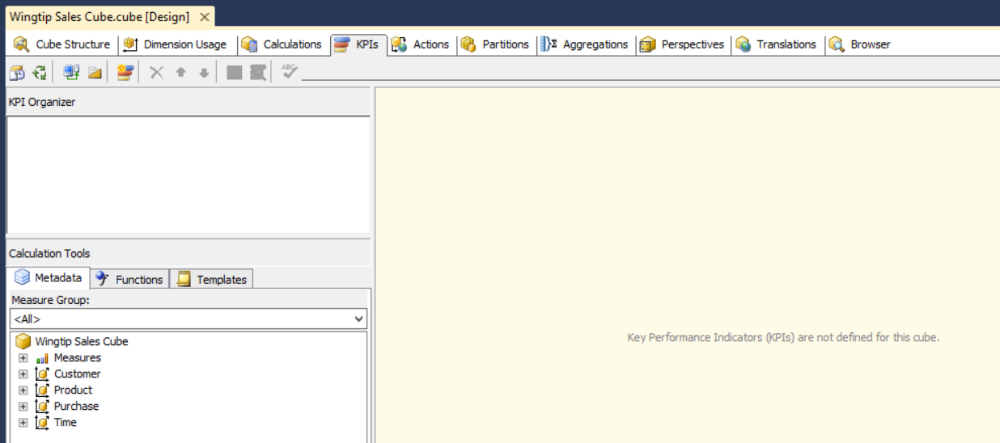 Wingtip Sales Cube.cube [Design]
Cube Structure Dimension Usage Calculations KPIs Actions Partitions Aggregations Perspectives Translations Browser
ABC
KPI Organizer
Calculation Tools
Metadata Functions Templates
Measure Group:
<All>
Key Performance Indicators (KPIs) are not defined for this cube.
Wingtip Sales Cube
Measures
Customer
Product
Purchase
Time